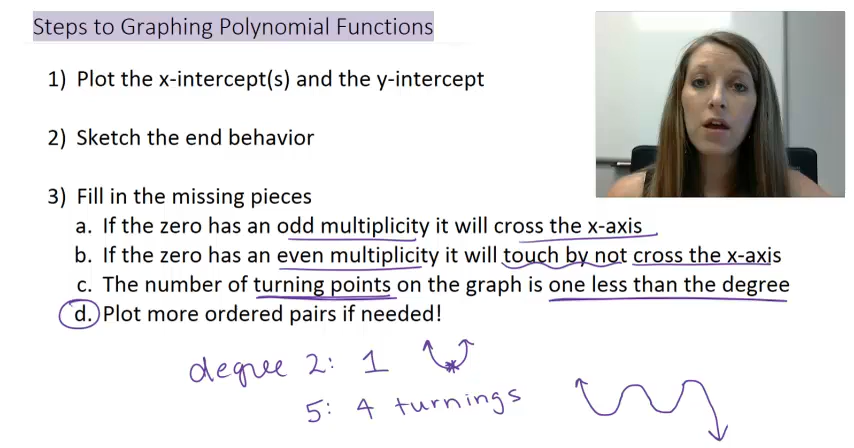 Steps to Graphing Polynomial Functions
1) Plot the x-intercept(s) and the y-intercept
2) Sketch the end behavior
3) Fill in the missing pieces
a. If the zero has an odd multiplicity it will cross the x-axis
b. If the zero has an even multiplicity it will touch by not cross the x-axis
c. The number of turning points on the graph is one less than the degree
d. Plot more ordered pairs if needed!
degree 2: 1
5: 4 turnings